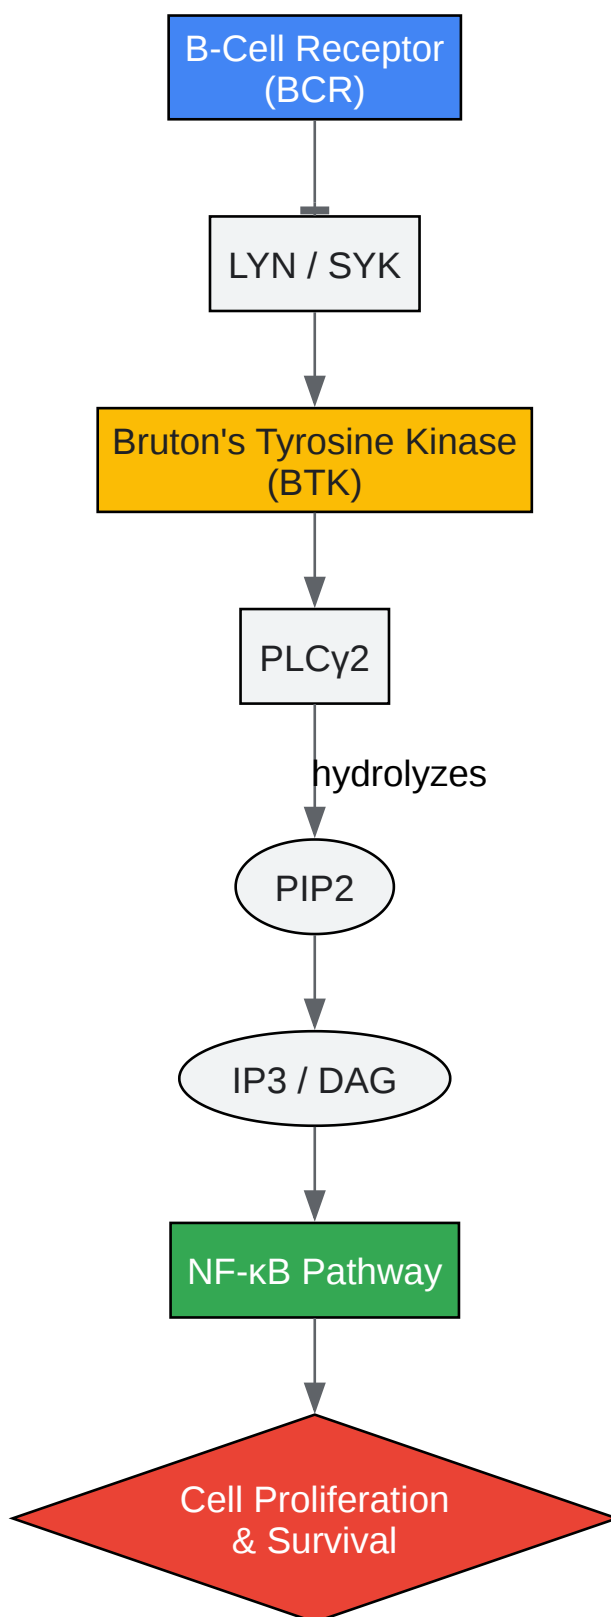 B-Cell Receptor
(BCR)
LYN / SYK
Bruton's Tyrosine Kinase
(BTK)
PLCγ2
hydrolyzes
PIP2
IP3 / DAG
NF-κB Pathway
Cell Proliferation
& Survival